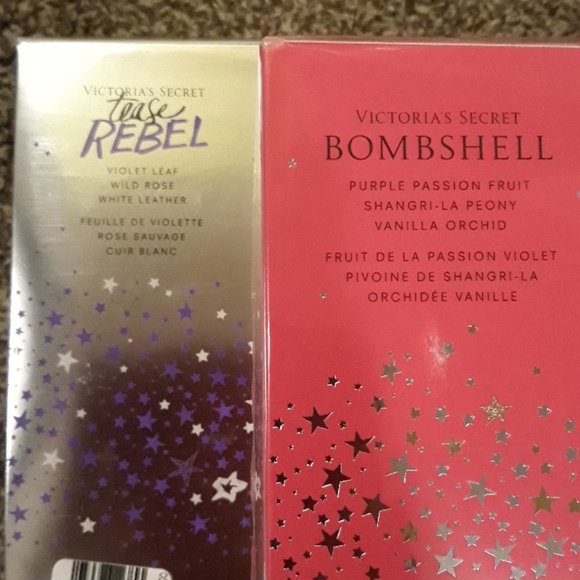 VICTORIA'S SECRET
tease
REBEL
VIOLET LEAF
WILD ROSE
WHITE LEATHER
FEUILLE DE VIOLETTE
ROSE SAUVAGE
CUIR BLANC
VICTORIA'S SECRET
BOMBSHELL
PURPLE PASSION FRUIT
SHANGRI-LA PEONY
VANILLA ORCHID
FRUIT DE LA PASSION VIOLET
PIVOINE DE SHANGRI-LA
ORCHIDÉE VANILLE